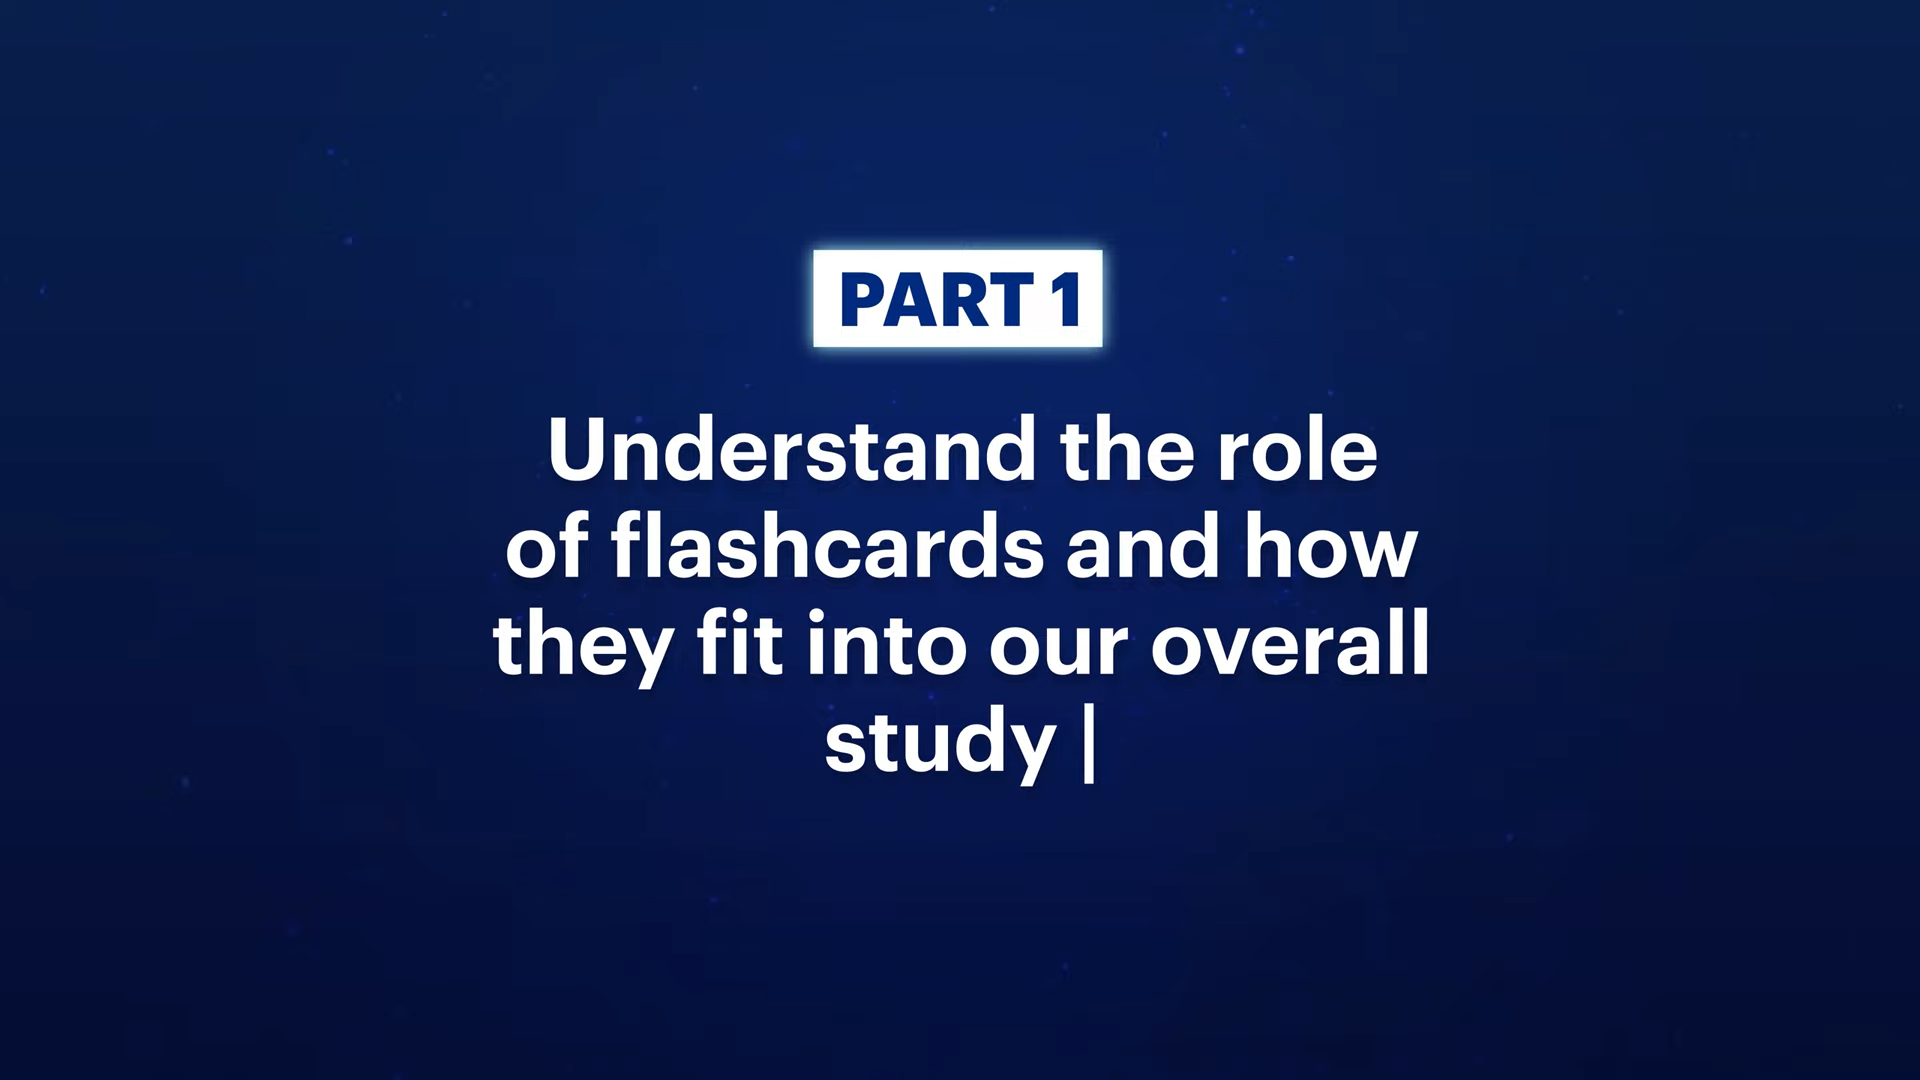 PART 1
Understand the role
of flashcards and how
they fit into our overall
study |